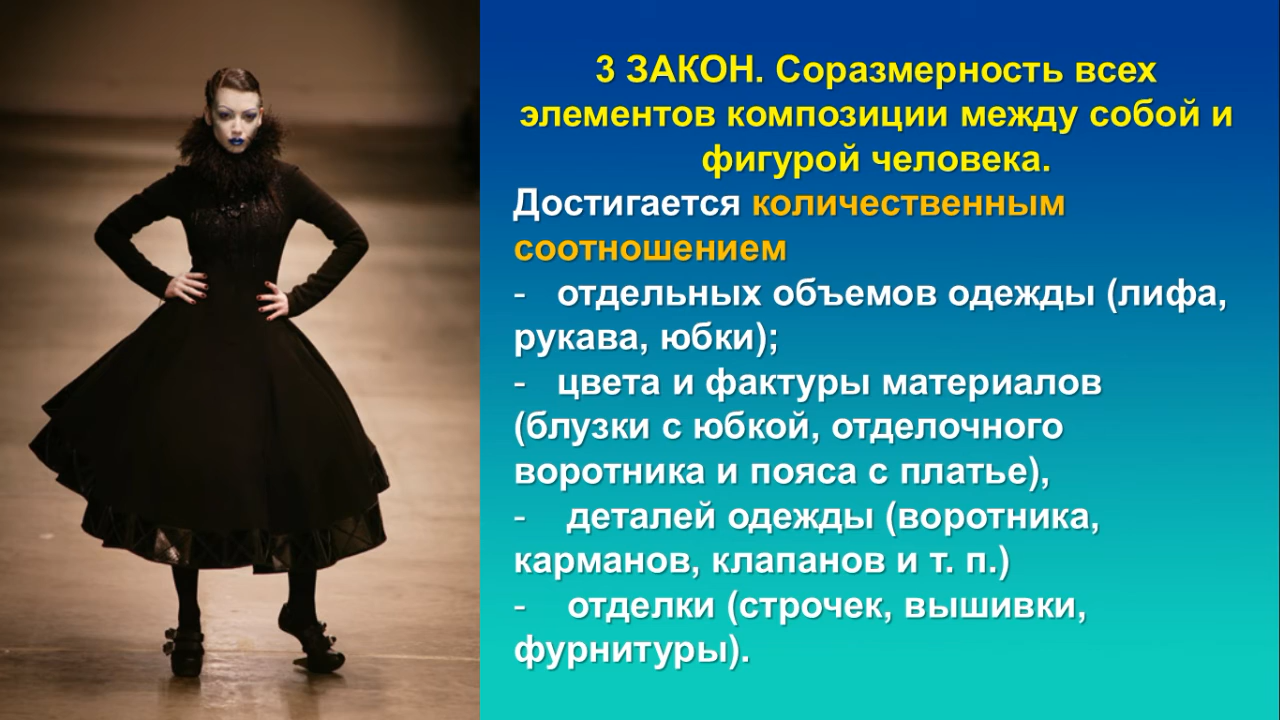 3 ЗАКОН. Соразмерность всех
элементов композиции между собой и
фигурой человека.
Достигается количественным
соотношением
- отдельных объемов одежды (лифа,
рукава, юбки);
- цвета и фактуры материалов
(блузки с юбкой, отделочного
воротника и пояса с платье),
- деталей одежды (воротника,
карманов, клапанов и т. п.)
- отделки (строчек, вышивки,
фурнитуры).